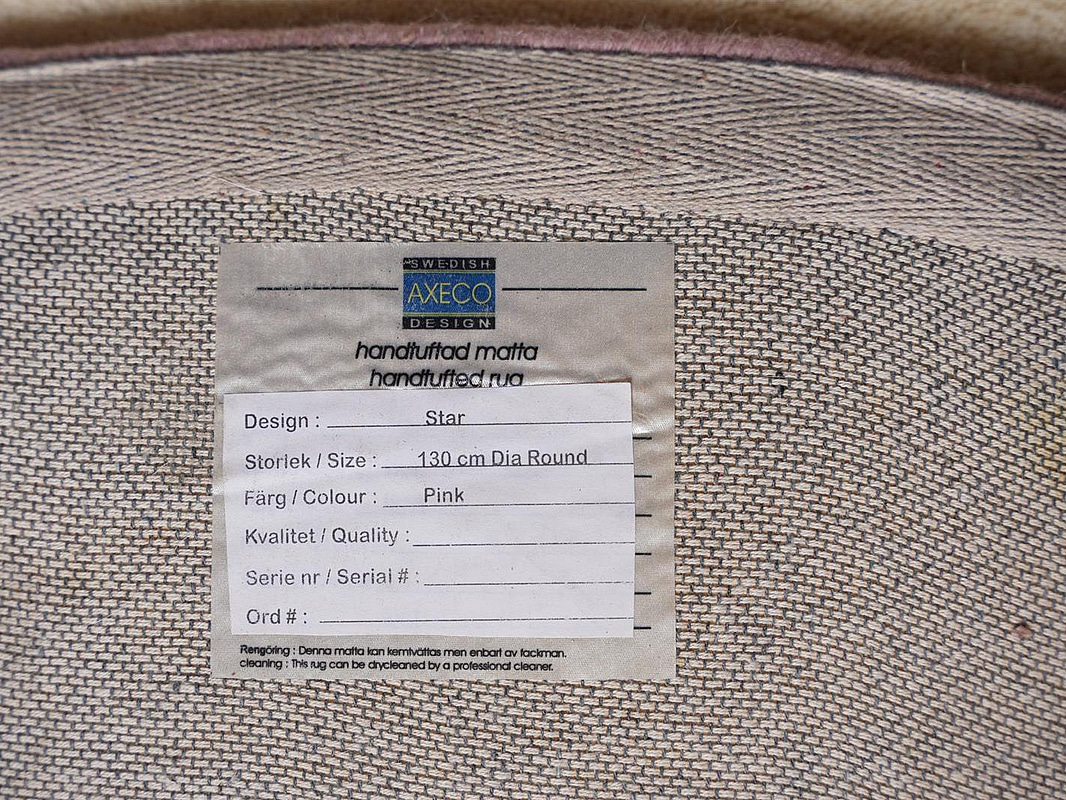 SWEDISH
AXECO
DESIGN
handtuftad matta
handtufted rug
Design : Star
Storlek / Size : 130 cm Dia Round
Färg / Colour : Pink
Kvalitet / Quality :
Serie nr / Serial # :
Ord # :
Rengöring : Denna matta kan kemtvättas men enbart av fackman.
cleaning : This rug can be drycleaned by a professional cleaner.